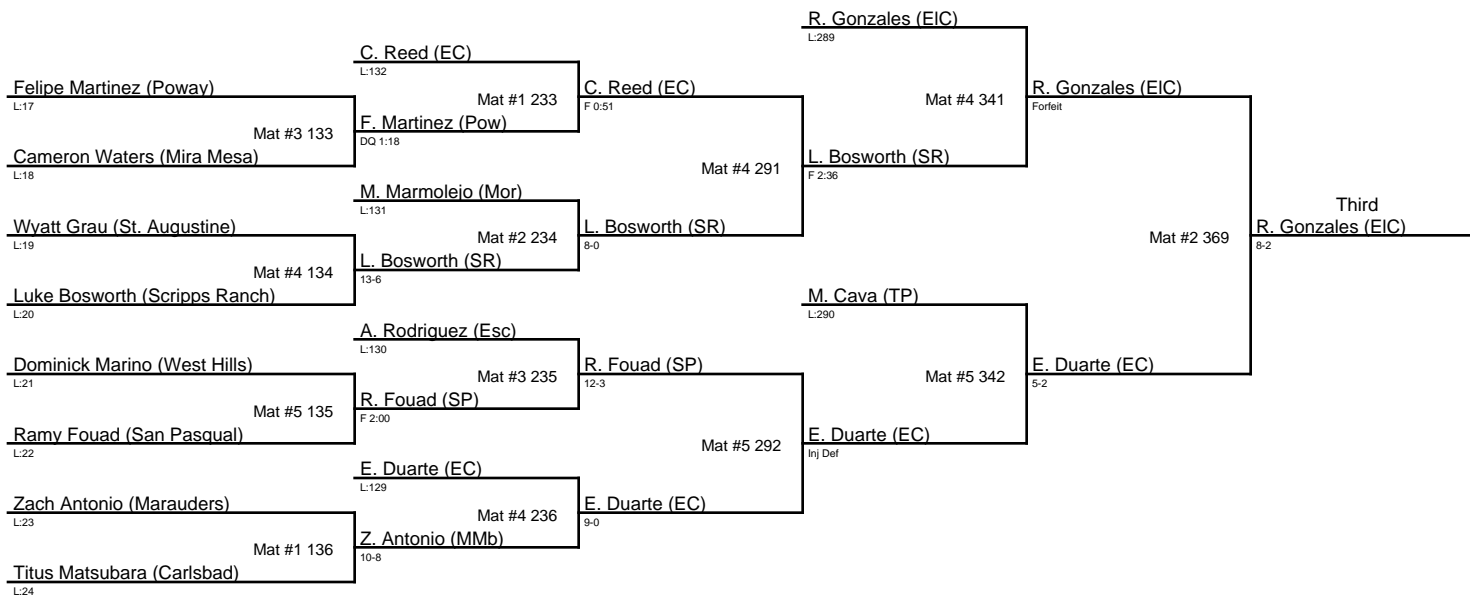 R. Gonzales (ElC)
L:289
C. Reed (EC)
L:132
Felipe Martinez (Poway)
L:17
Mat #1 233
C. Reed (EC)
F 0:51
Mat #4 341
R. Gonzales (ElC)
Forfeit
Mat #3 133
F. Martinez (Pow)
DQ 1:18
Cameron Waters (Mira Mesa)
L:18
Mat #4 291
L. Bosworth (SR)
F 2:36
M. Marmolejo (Mor)
L:131
Wyatt Grau (St. Augustine)
L:19
Mat #2 234
L. Bosworth (SR)
8-0
Mat #2 369
Third
R. Gonzales (ElC)
8-2
Mat #4 134
L. Bosworth (SR)
13-6
Luke Bosworth (Scripps Ranch)
L:20
M. Cava (TP)
L:290
A. Rodriguez (Esc)
L:130
Dominick Marino (West Hills)
L:21
Mat #3 235
R. Fouad (SP)
12-3
Mat #5 342
E. Duarte (EC)
5-2
Mat #5 135
R. Fouad (SP)
F 2:00
Ramy Fouad (San Pasqual)
L:22
Mat #5 292
E. Duarte (EC)
Inj Def
E. Duarte (EC)
L:129
Zach Antonio (Marauders)
L:23
Mat #4 236
E. Duarte (EC)
9-0
Mat #1 136
Z. Antonio (MMb)
10-8
Titus Matsubara (Carlsbad)
L:24